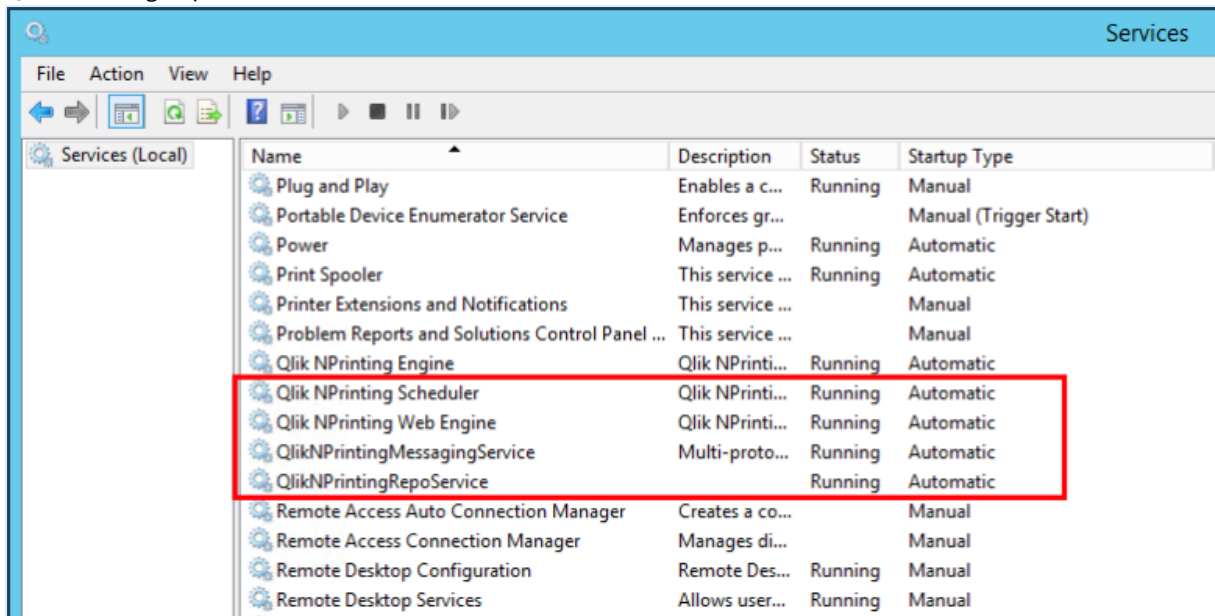 Services
File Action View Help
Services (Local)
Name Description Status Startup Type
Plug and Play Enables a c... Running Manual
Portable Device Enumerator Service Enforces gr... Manual (Trigger Start)
Power Manages p... Running Automatic
Print Spooler This service ... Running Automatic
Printer Extensions and Notifications This service ... Manual
Problem Reports and Solutions Control Panel ... This service ... Manual
Qlik NPrinting Engine Qlik NPrinti... Running Automatic
Qlik NPrinting Scheduler Qlik NPrinti... Running Automatic
Qlik NPrinting Web Engine Qlik NPrinti... Running Automatic
QlikNPrintingMessagingService Multi-proto... Running Automatic
QlikNPrintingRepoService Running Automatic
Remote Access Auto Connection Manager Creates a co... Manual
Remote Access Connection Manager Manages di... Manual
Remote Desktop Configuration Remote Des... Running Manual
Remote Desktop Services Allows user... Running Manual